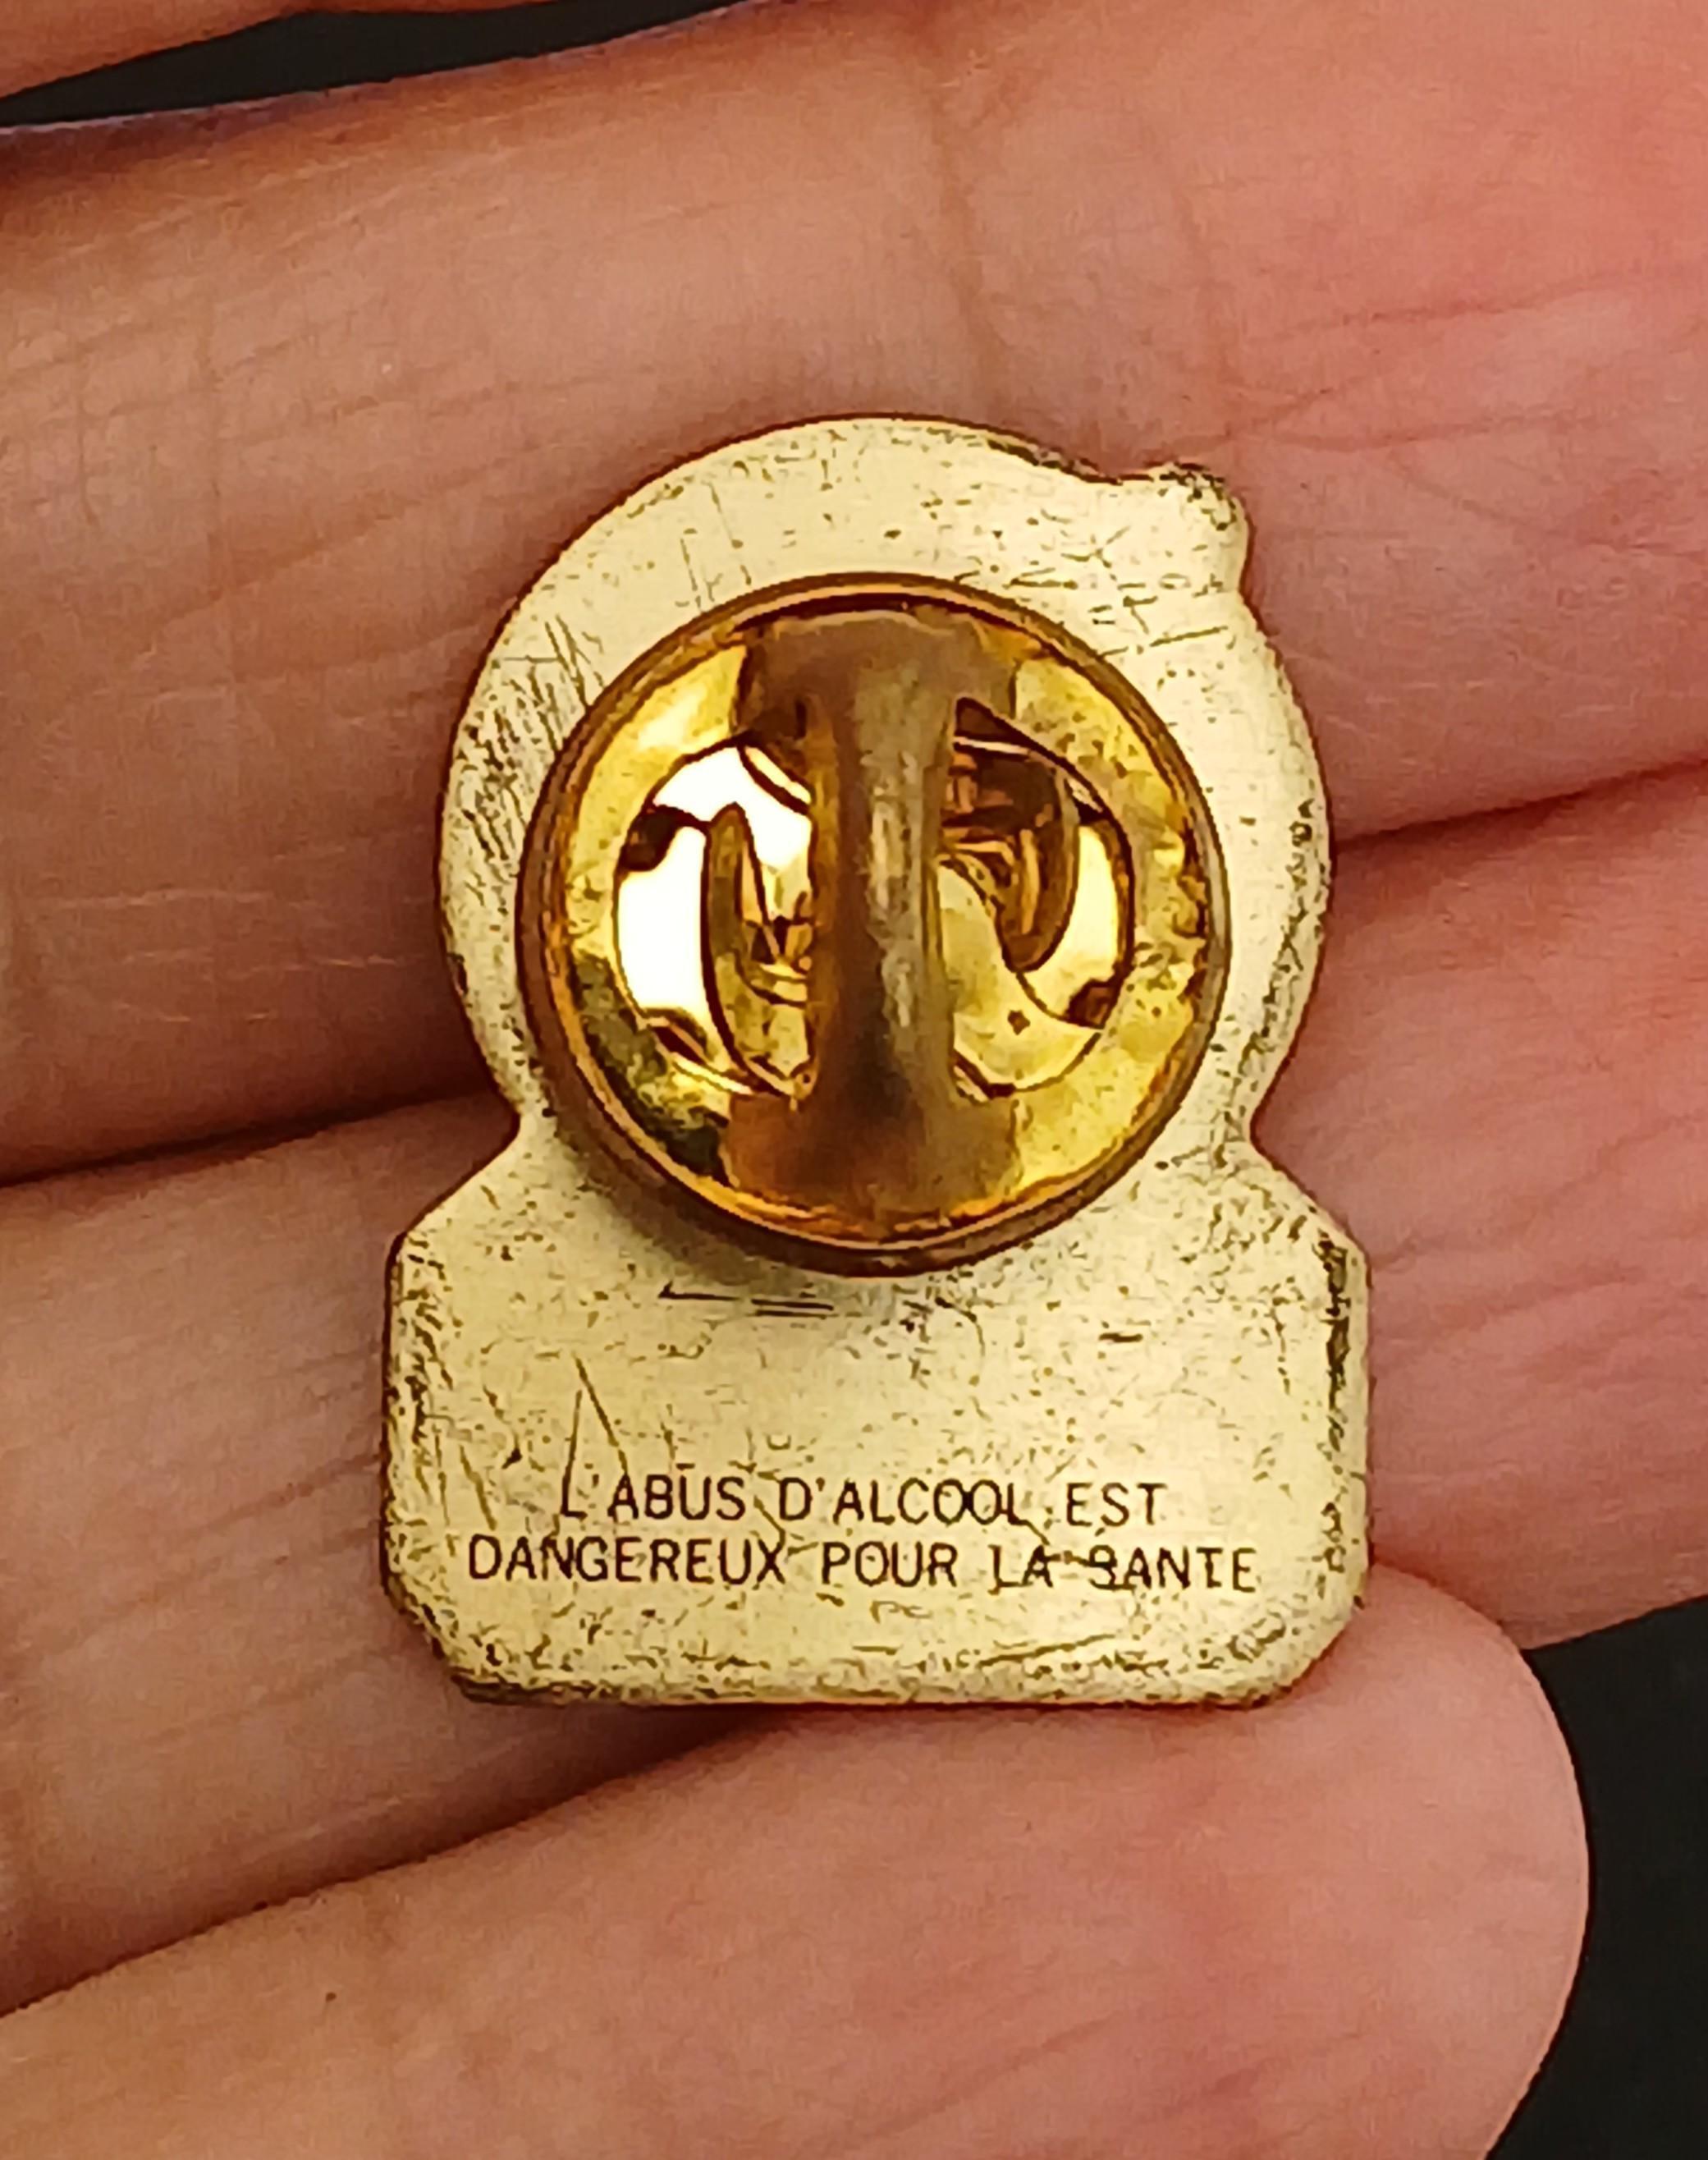 L'ABUS D'ALCOOL EST
DANGEREUX POUR LA SANTE